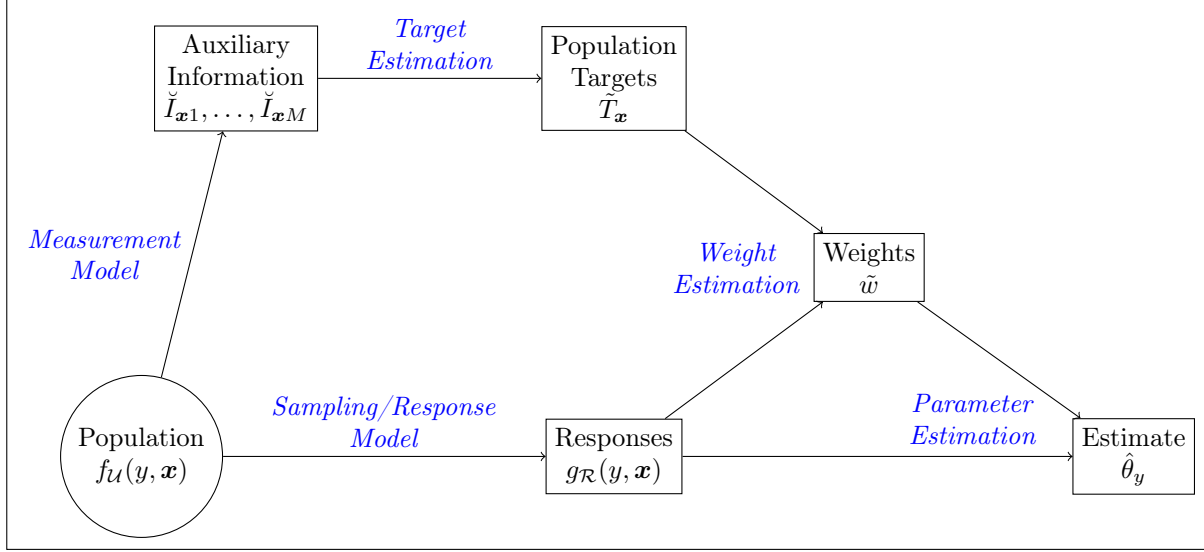 Auxiliary
Information
Ĭ𝒙1, . . . , Ĭ𝒙M
Target
Estimation
Population
Targets
T̃𝒙
Measurement
Model
Weight
Estimation
Weights
w̃
Population
f𝒰(y, 𝒙)
Sampling/Response
Model
Responses
gℛ(y, 𝒙)
Parameter
Estimation
Estimate
θ̂y